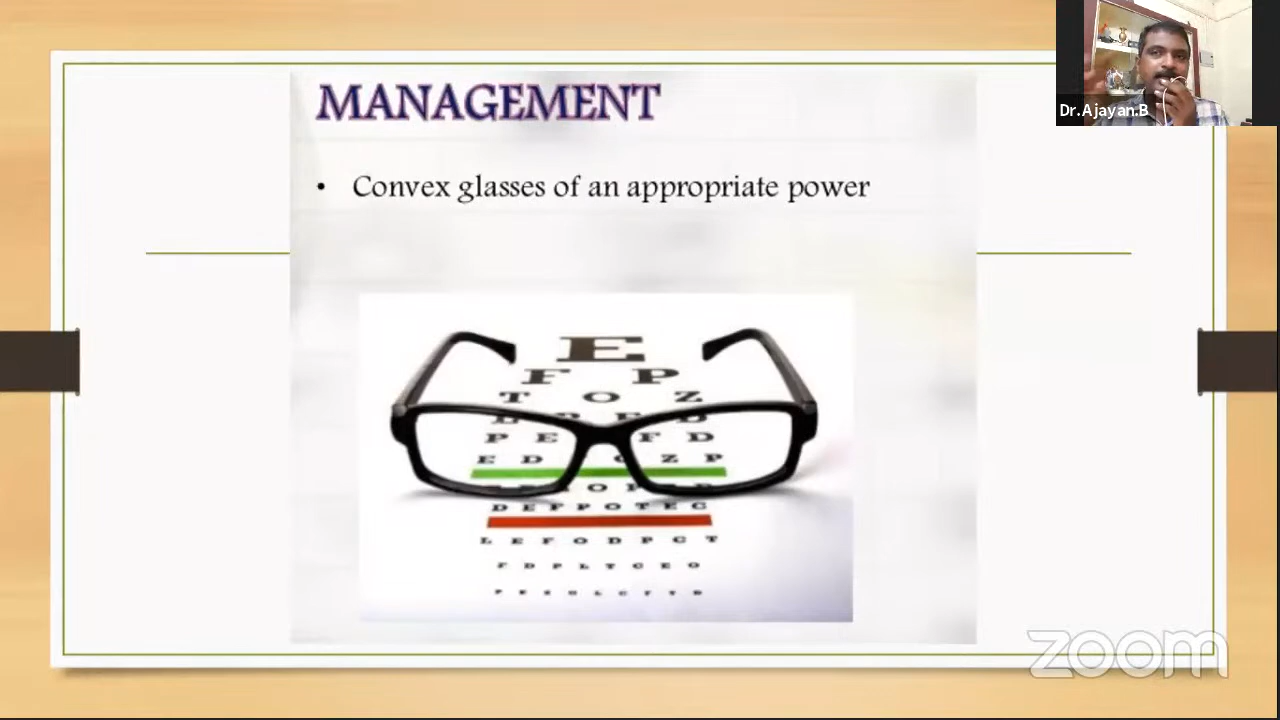 MANAGEMENT
• Convex glasses of an appropriate power
E
F P
T O Z
P E F D
E D Z P
D E F P O T E C
L E F O D P C T
F D P L T C E O
Dr.Ajayan.B
zoom